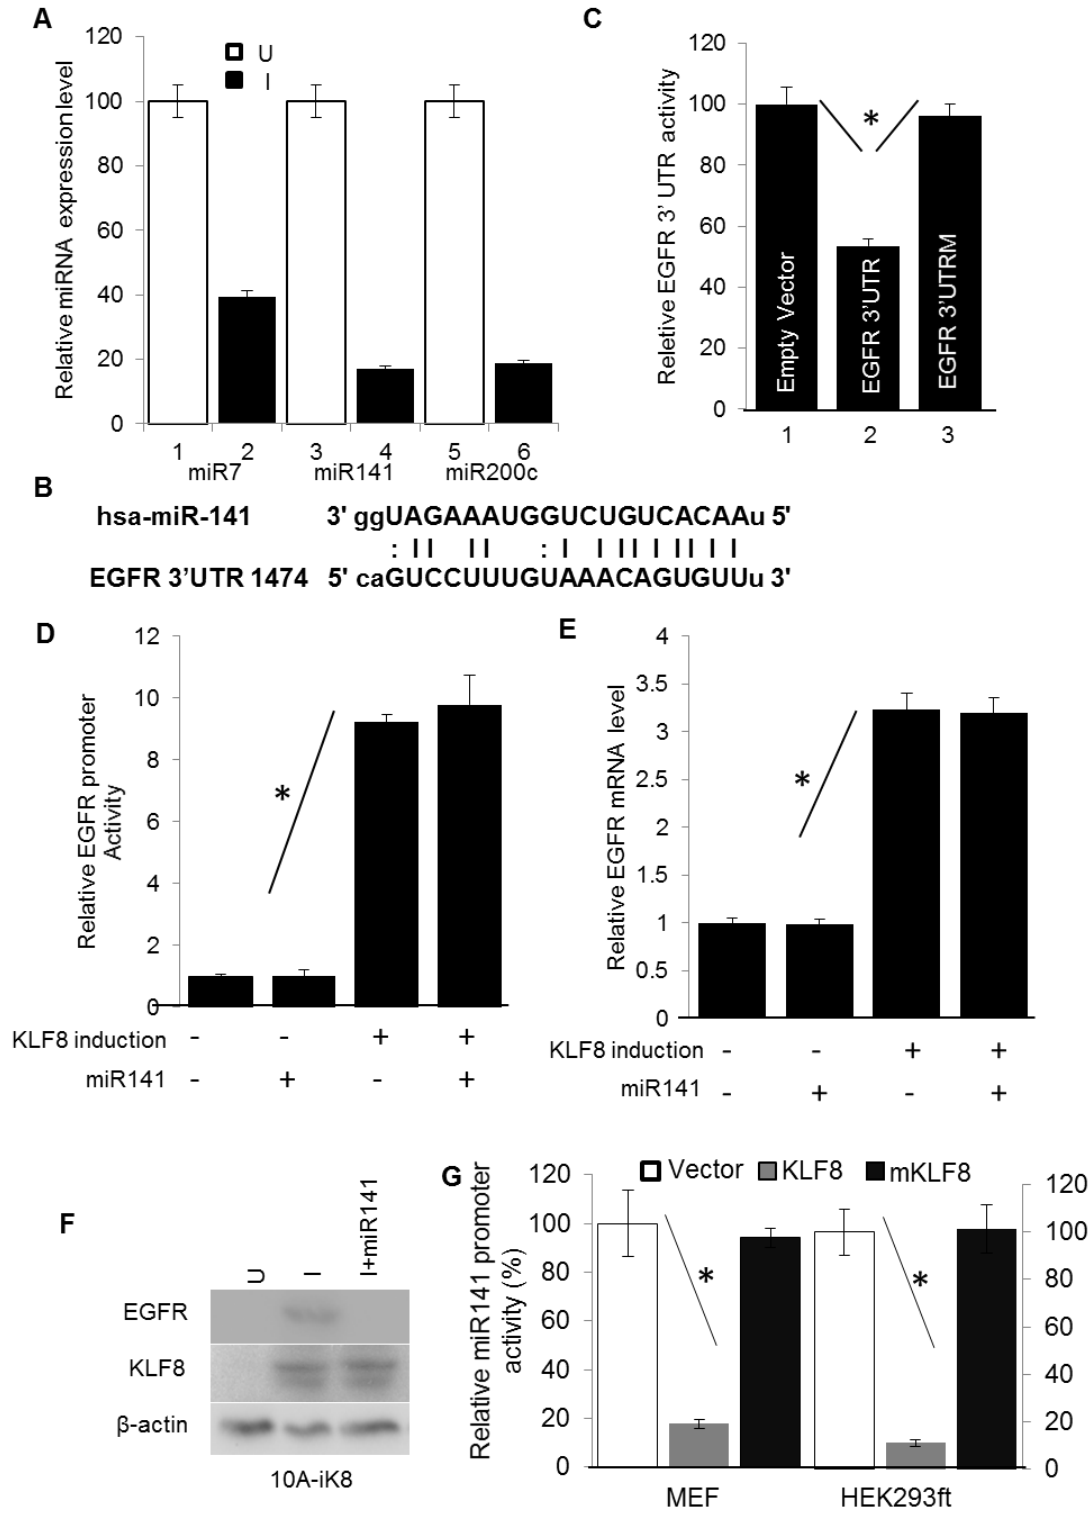 A
120
100
80
60
40
20
0
Relative miRNA expression level
U
I
1 2 3 4 5 6
miR7 miR141 miR200c
C
120
100
80
60
40
20
0
Reletive EGFR 3’ UTR activity
*
Empty Vector
EGFR 3’UTR
EGFR 3’UTRM
1 2 3
B
hsa-miR-141 3' ggUAGAAAUGGUCUGUCACAAu 5'
: I I I I : I I I I I I I I I
EGFR 3’UTR 1474 5' caGUCCUUUGUAAACAGUGUUu 3'
D
12
10
8
6
4
2
0
Relative EGFR promoter
Activity
*
KLF8 induction - - + +
miR141 - + - +
E
4
3.5
3
2.5
2
1.5
1
0.5
0
Relative EGFR mRNA level
*
KLF8 induction - - + +
miR141 - + - +
F
U
I
I+miR141
EGFR
KLF8
β-actin
10A-iK8
G
Vector KLF8 mKLF8
120
100
80
60
40
20
0
Relative miR141 promoter
activity (%)
*
*
120
100
80
60
40
20
0
MEF HEK293ft